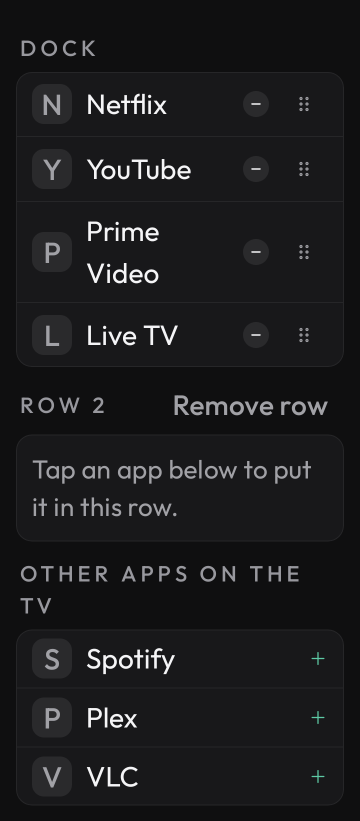 DOCK
N Netflix −
Y YouTube −
P Prime
Video −
L Live TV −
ROW 2 Remove row
Tap an app below to put
it in this row.
OTHER APPS ON THE
TV
S Spotify +
P Plex +
V VLC +